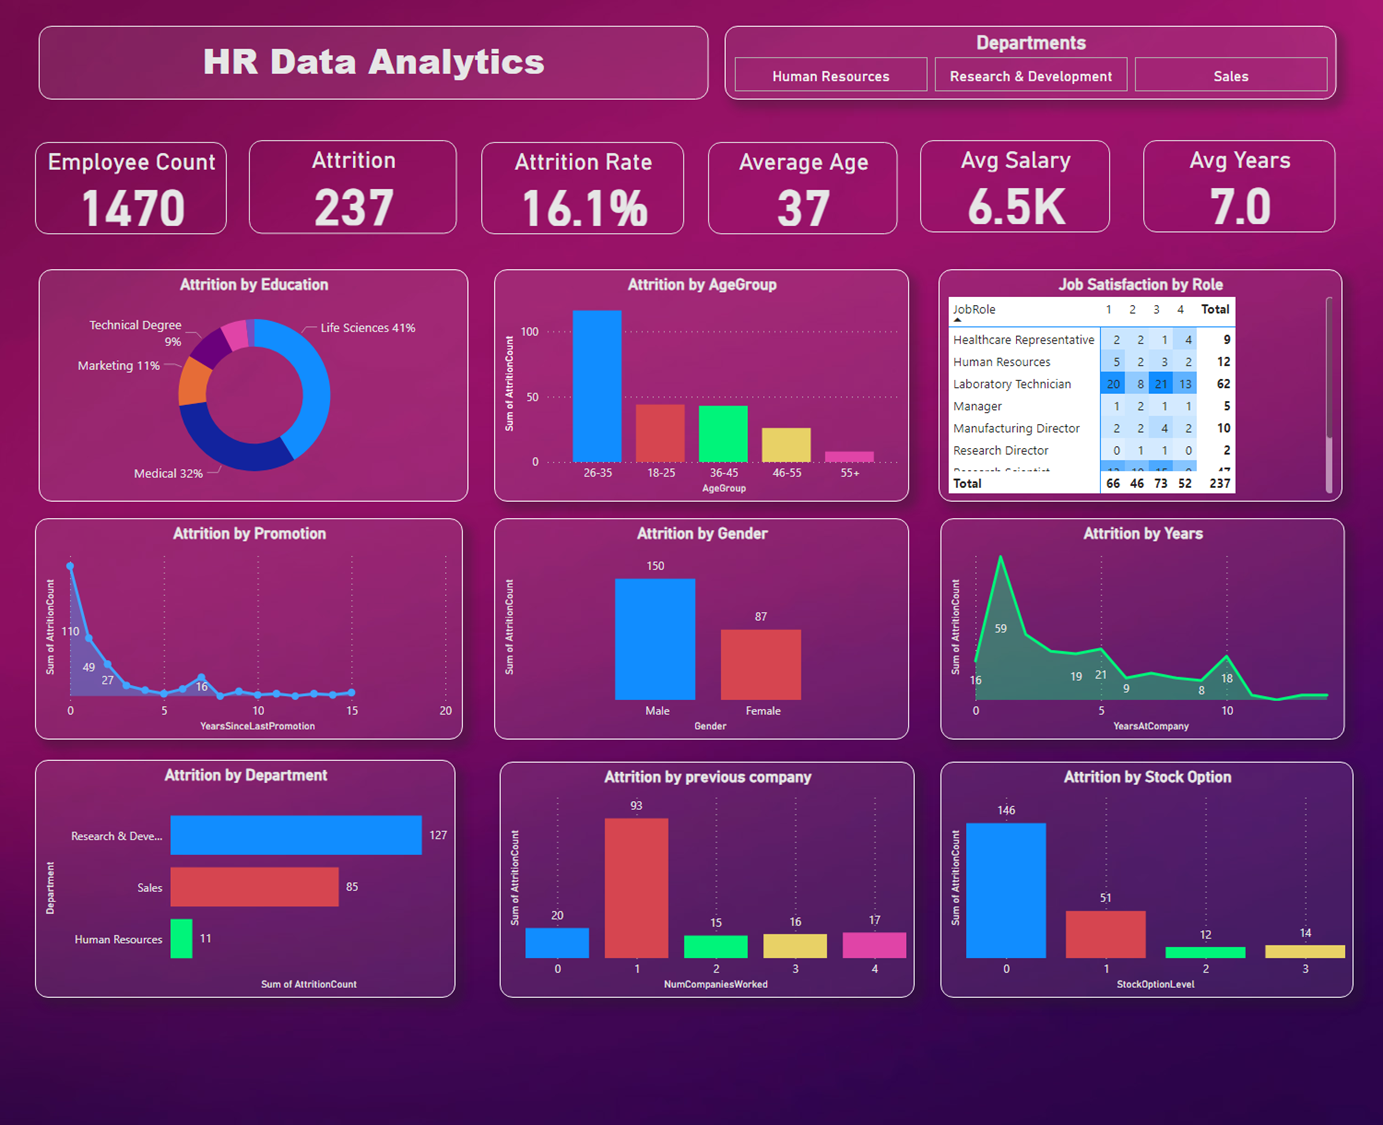 HR Data Analytics
Departments
Human Resources
Research & Development
Sales
Employee Count
1470
Attrition
237
Attrition Rate
16.1%
Average Age
37
Avg Salary
6.5K
Avg Years
7.0
Attrition by Education
Technical Degree
9%
Life Sciences 41%
Marketing 11%
Medical 32%
Attrition by AgeGroup
Sum of AttritionCount
100
50
0
26-35 18-25 36-45 46-55 55+
AgeGroup
Job Satisfaction by Role
JobRole 1 2 3 4 Total
Healthcare Representative 2 2 1 4 9
Human Resources 5 2 3 2 12
Laboratory Technician 20 8 21 13 62
Manager 1 2 1 1 5
Manufacturing Director 2 2 4 2 10
Research Director 0 1 1 0 2
Research Scientist 47
Total 66 46 73 52 237
Attrition by Promotion
Sum of AttritionCount
110
49
27
16
0 5 10 15 20
YearsSinceLastPromotion
Attrition by Gender
Sum of AttritionCount
150
87
Male Female
Gender
Attrition by Years
Sum of AttritionCount
16
59
19
21
9
8
18
0 5 10
YearsAtCompany
Attrition by Department
Department
Research & Deve... 127
Sales 85
Human Resources 11
Sum of AttritionCount
Attrition by previous company
Sum of AttritionCount
20 93 15 16 17
0 1 2 3 4
NumCompaniesWorked
Attrition by Stock Option
Sum of AttritionCount
146 51 12 14
0 1 2 3
StockOptionLevel